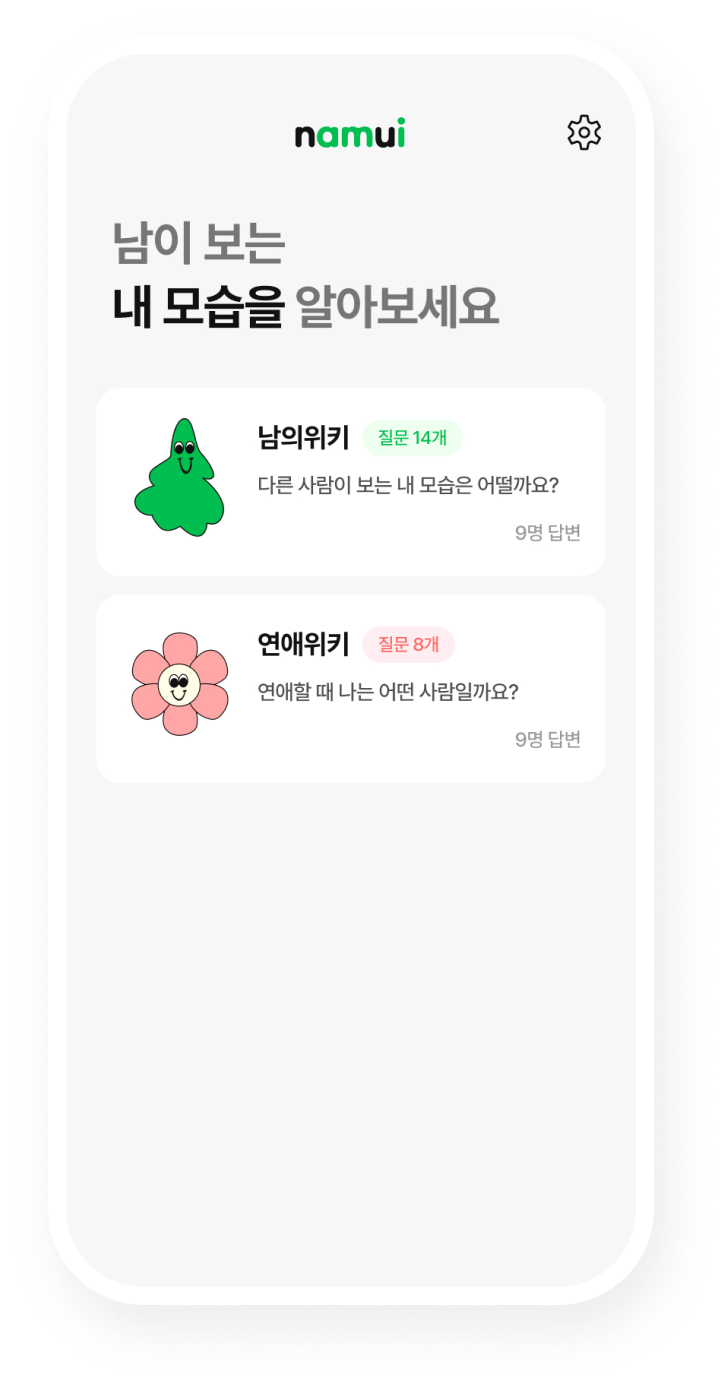 namui
남이 보는
내 모습을 알아보세요
남의위키 질문 14개
다른 사람이 보는 내 모습은 어떨까요?
9명 답변
연애위키 질문 8개
연애할 때 나는 어떤 사람일까요?
9명 답변